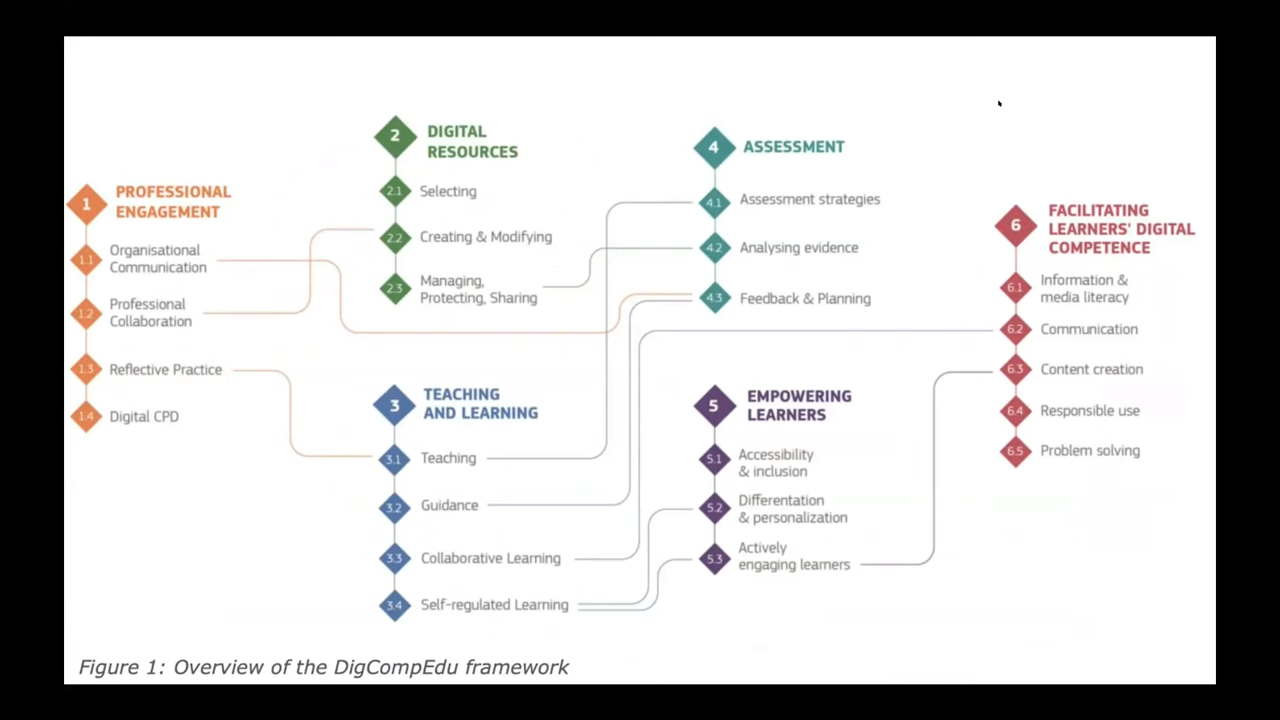 1
PROFESSIONAL
ENGAGEMENT
1.1
Organisational
Communication
1.2
Professional
Collaboration
1.3
Reflective Practice
1.4
Digital CPD
2
DIGITAL
RESOURCES
2.1
Selecting
2.2
Creating & Modifying
2.3
Managing,
Protecting, Sharing
3
TEACHING
AND LEARNING
3.1
Teaching
3.2
Guidance
3.3
Collaborative Learning
3.4
Self-regulated Learning
4
ASSESSMENT
4.1
Assessment strategies
4.2
Analysing evidence
4.3
Feedback & Planning
5
EMPOWERING
LEARNERS
5.1
Accessibility
& inclusion
5.2
Differentation
& personalization
5.3
Actively
engaging learners
6
FACILITATING
LEARNERS' DIGITAL
COMPETENCE
6.1
Information &
media literacy
6.2
Communication
6.3
Content creation
6.4
Responsible use
6.5
Problem solving
Figure 1: Overview of the DigCompEdu framework